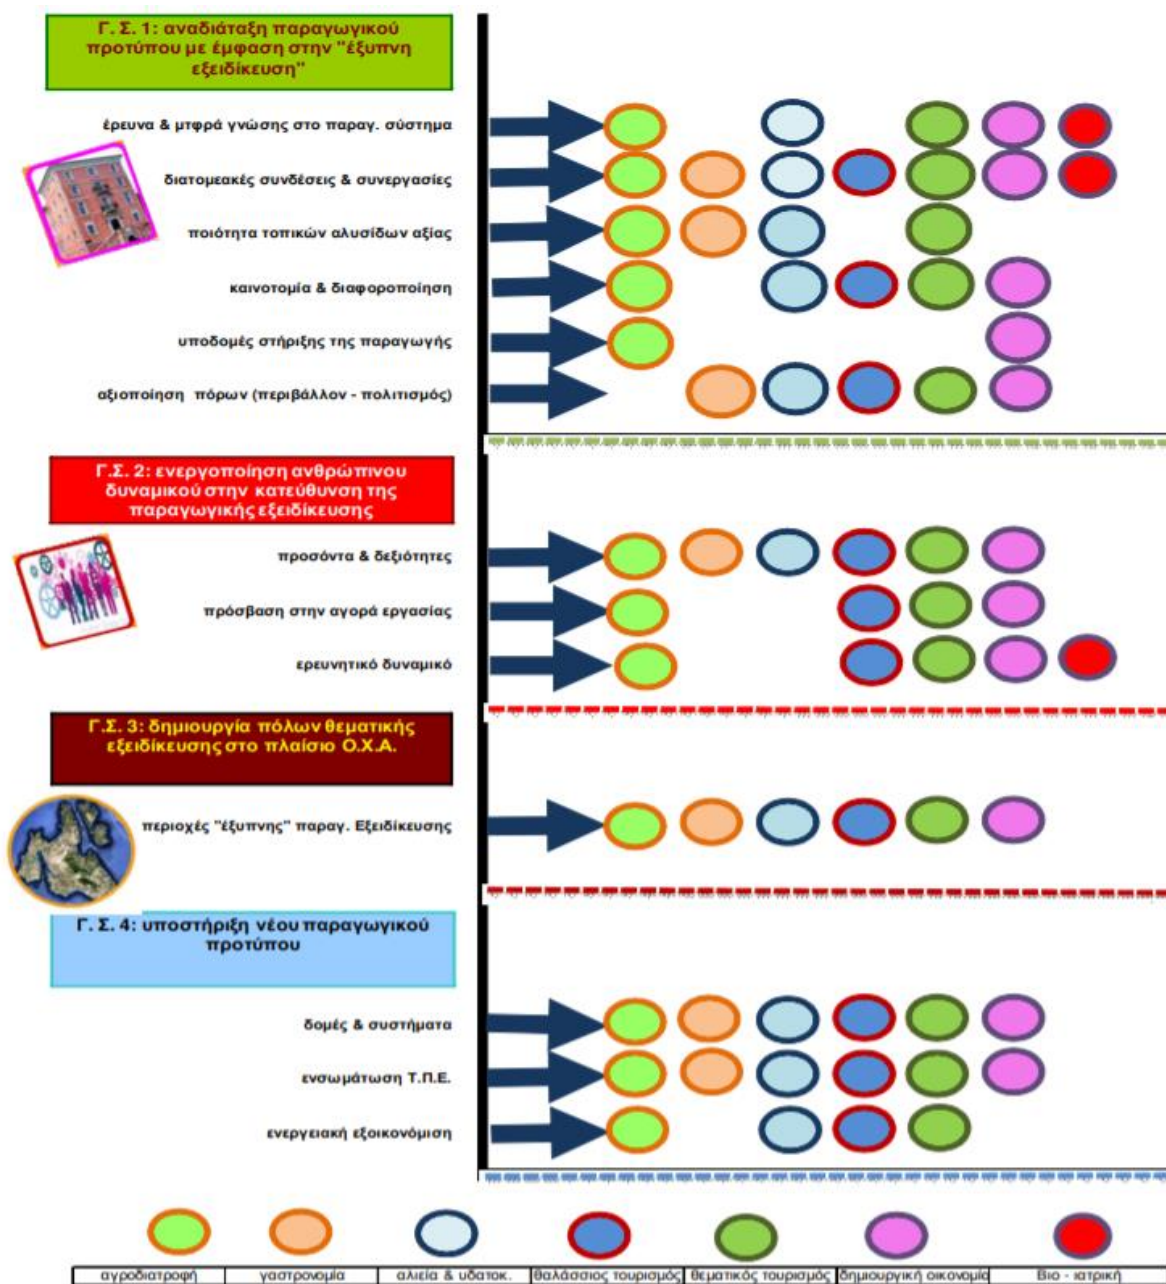 Γ. Σ. 1: αναδιάταξη παραγωγικού
προτύπου με έμφαση στην "έξυπνη
εξειδίκευση"
έρευνα & μτφρά γνώσης στο παραγ. σύστημα
διατομεακές συνδέσεις & συνεργασίες
ποιότητα τοπικών αλυσίδων αξίας
καινοτομία & διαφοροποίηση
υποδομές στήριξης της παραγωγής
αξιοποίηση πόρων (περιβάλλον - πολιτισμός)
Γ.Σ. 2: ενεργοποίηση ανθρώπινου
δυναμικού στην κατεύθυνση της
παραγωγικής εξειδίκευσης
προσόντα & δεξιότητες
πρόσβαση στην αγορά εργασίας
ερευνητικό δυναμικό
Γ.Σ. 3: δημιουργία πόλων θεματικής
εξειδίκευσης στο πλαίσιο Ο.Χ.Α.
περιοχές "έξυπνης" παραγ. Εξειδίκευσης
Γ. Σ. 4: υποστήριξη νέου παραγωγικού
προτύπου
δομές & συστήματα
ενσωμάτωση Τ.Π.Ε.
ενεργειακή εξοικονόμιση
αγροδιατροφή γαστρονομία αλιεία & υδατοκ. θαλάσσιος τουρισμός θεματικός τουρισμός δημιουργική οικονομία Βιο - ιατρική